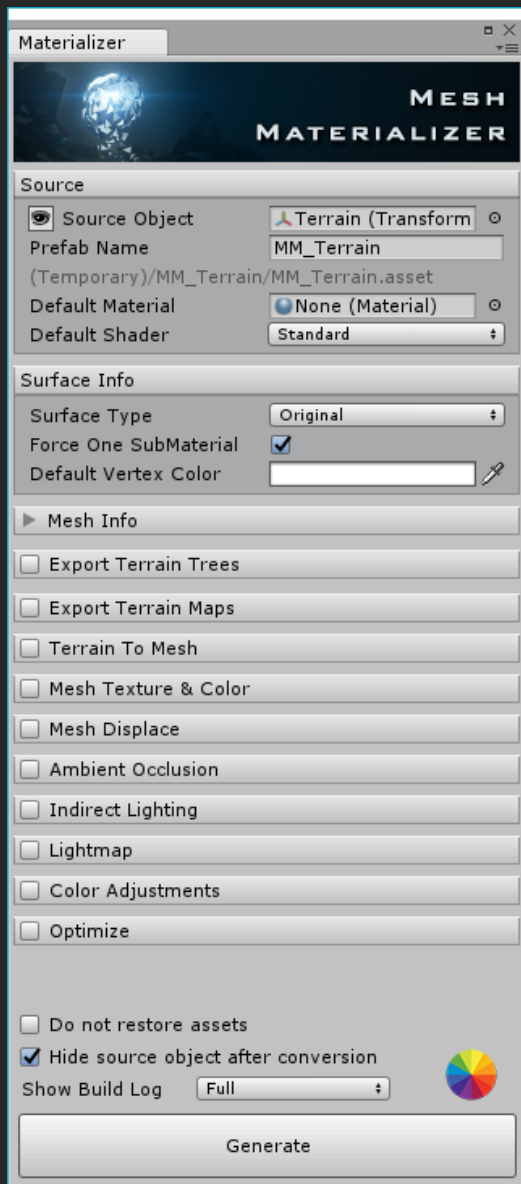 Materializer
MESH
MATERIALIZER
Source
Source Object
Terrain (Transform
Prefab Name
MM_Terrain
(Temporary)/MM_Terrain/MM_Terrain.asset
Default Material
None (Material)
Default Shader
Standard
Surface Info
Surface Type
Original
Force One SubMaterial
Default Vertex Color
Mesh Info
Export Terrain Trees
Export Terrain Maps
Terrain To Mesh
Mesh Texture & Color
Mesh Displace
Ambient Occlusion
Indirect Lighting
Lightmap
Color Adjustments
Optimize
Do not restore assets
Hide source object after conversion
Show Build Log
Full
Generate